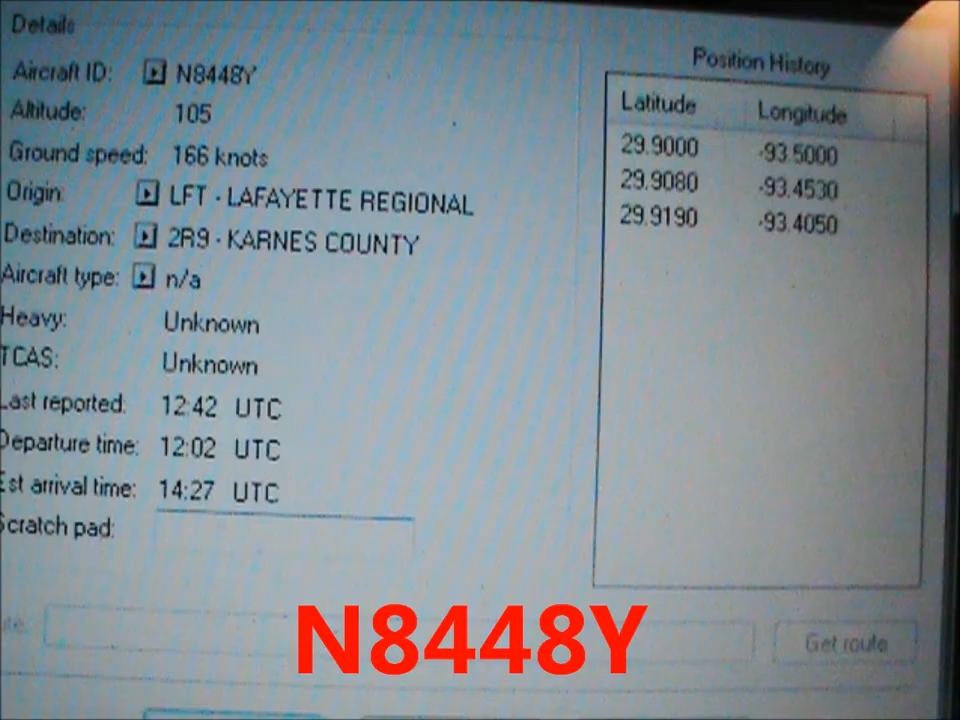 Details
Aircraft ID: N8448Y
Altitude: 105
Ground speed: 166 knots
Origin: LFT - LAFAYETTE REGIONAL
Destination: 2R9 - KARNES COUNTY
Aircraft type: n/a
Heavy: Unknown
TCAS: Unknown
Last reported: 12:42 UTC
Departure time: 12:02 UTC
Est arrival time: 14:27 UTC
Scratch pad:
Position History
Latitude Longitude
29.9000 -93.5000
29.9080 -93.4530
29.9190 -93.4050
Get route
N8448Y